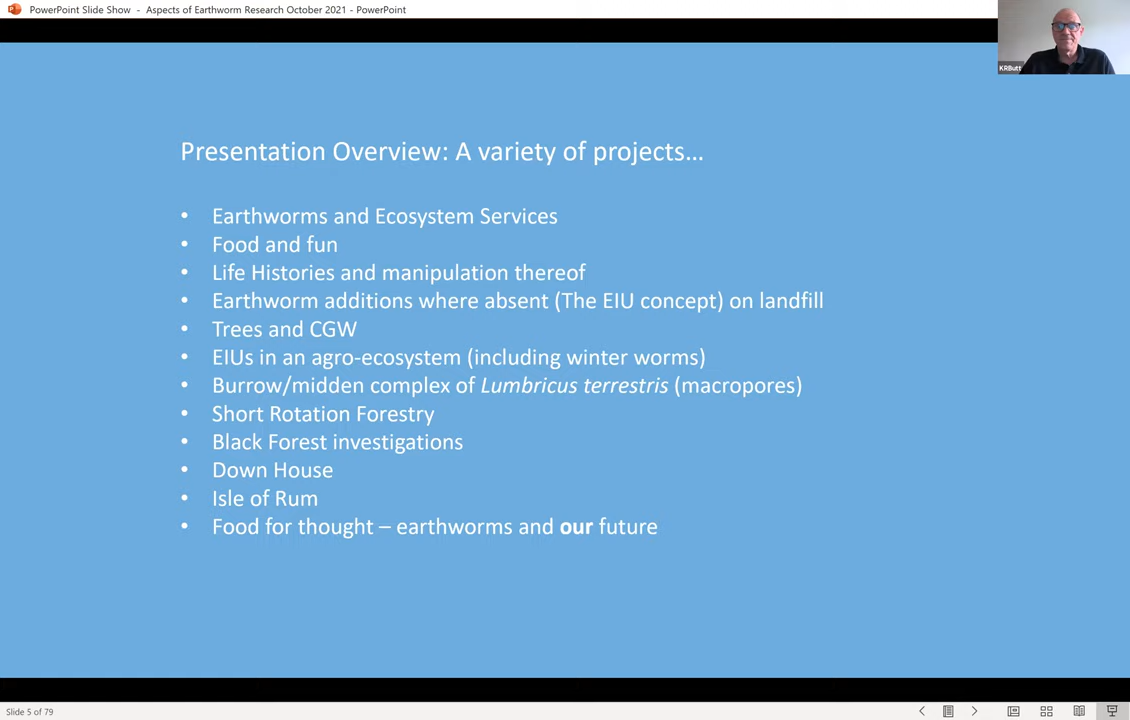 PowerPoint Slide Show - Aspects of Earthworm Research October 2021 - PowerPoint
KRButt
Presentation Overview: A variety of projects…
• Earthworms and Ecosystem Services
• Food and fun
• Life Histories and manipulation thereof
• Earthworm additions where absent (The EIU concept) on landfill
• Trees and CGW
• EIUs in an agro-ecosystem (including winter worms)
• Burrow/midden complex of Lumbricus terrestris (macropores)
• Short Rotation Forestry
• Black Forest investigations
• Down House
• Isle of Rum
• Food for thought – earthworms and our future
Slide 5 of 79